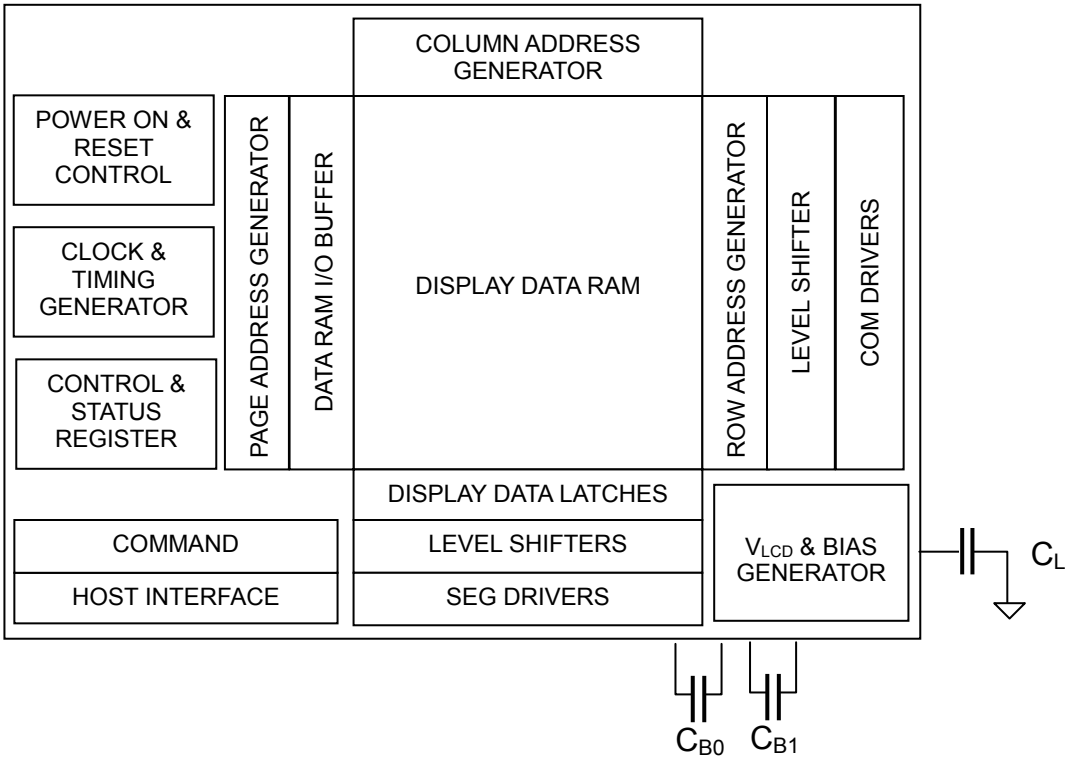 COLUMN ADDRESS
GENERATOR
POWER ON &
RESET
CONTROL
CLOCK &
TIMING
GENERATOR
CONTROL &
STATUS
REGISTER
PAGE ADDRESS GENERATOR
DATA RAM I/O BUFFER
DISPLAY DATA RAM
ROW ADDRESS GENERATOR
LEVEL SHIFTER
COM DRIVERS
DISPLAY DATA LATCHES
COMMAND
LEVEL SHIFTERS
HOST INTERFACE
SEG DRIVERS
VLCD & BIAS
GENERATOR
CL
CB0
CB1